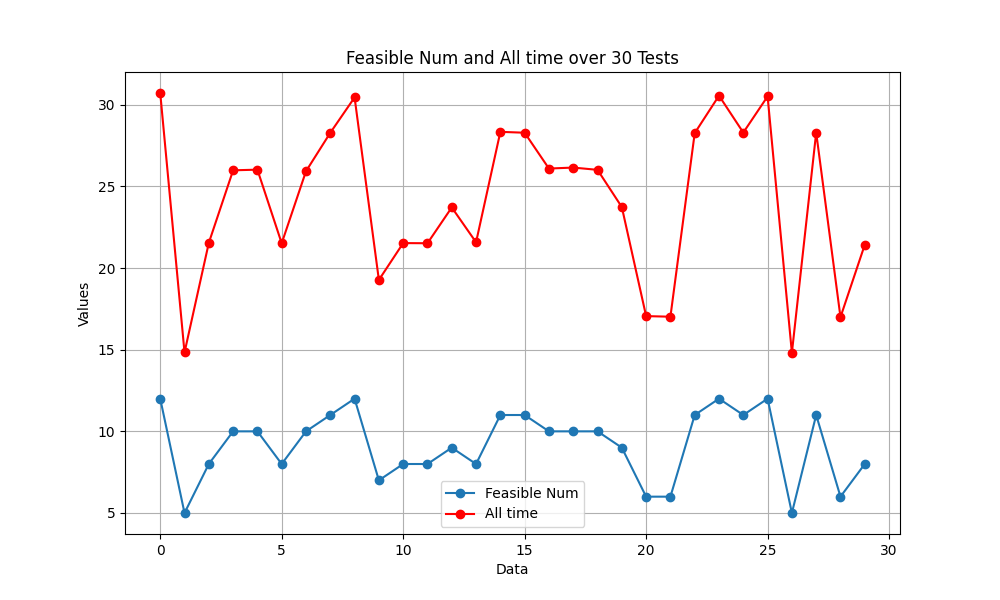 Feasible Num and All time over 30 Tests
Values
30
25
20
15
10
5
Feasible Num
All time
0 5 10 15 20 25 30
Data